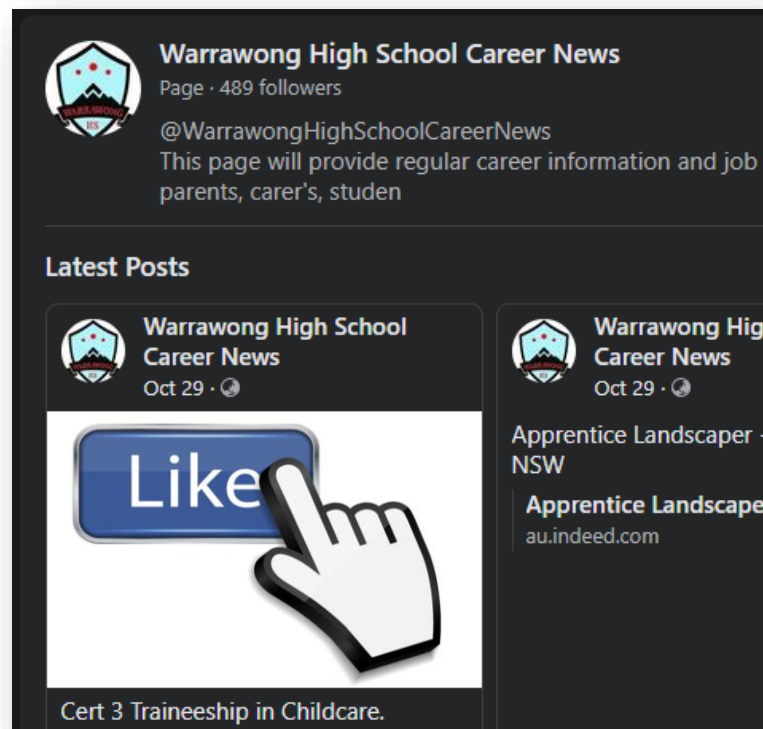 Warrawong High School Career News
Page · 489 followers
@WarrawongHighSchoolCareerNews
This page will provide regular career information and job
parents, carer's, studen
Latest Posts
WARRAWONG
HS
Warrawong High School
Career News
Oct 29 ·
Like
Cert 3 Traineeship in Childcare.
Warrawong Hig
Career News
Oct 29 ·
Apprentice Landscaper -
NSW
Apprentice Landscape
au.indeed.com